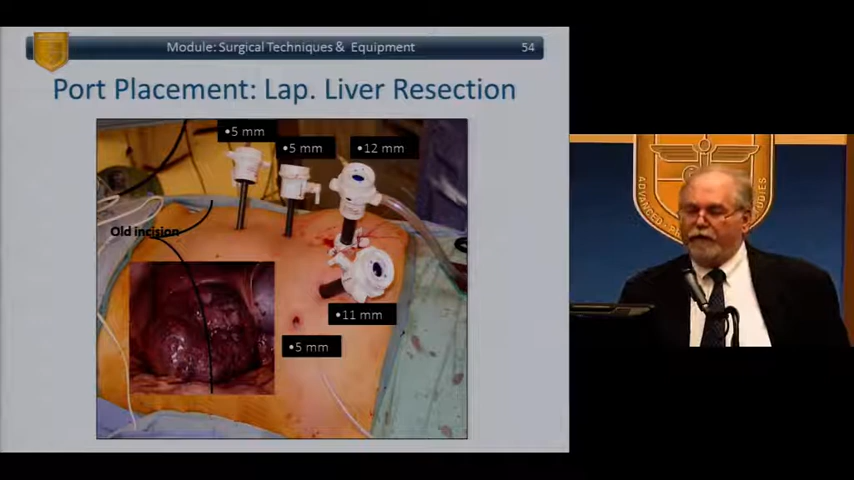 Module: Surgical Techniques & Equipment 54
Port Placement: Lap. Liver Resection
•5 mm
•5 mm
•12 mm
Old incision
•11 mm
•5 mm